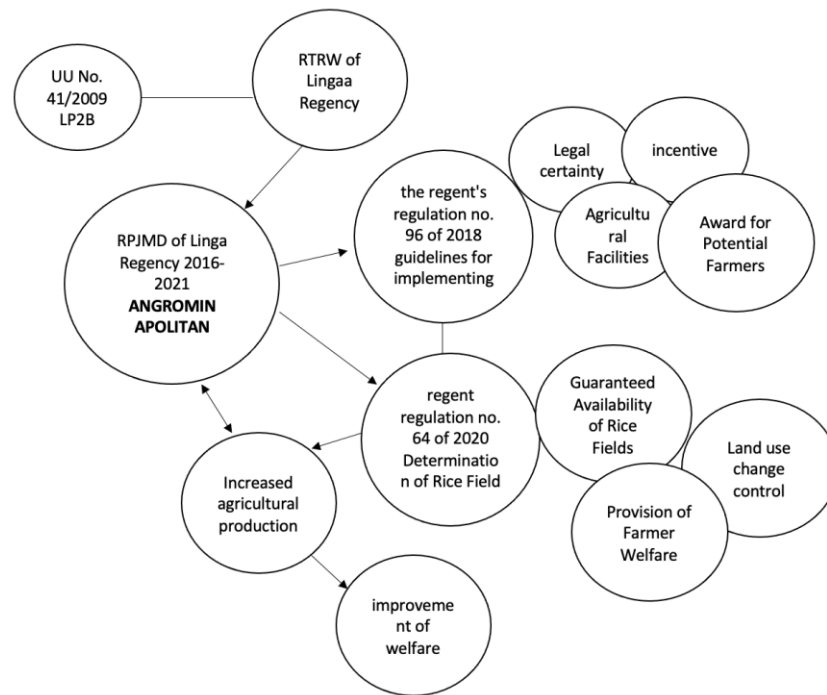 UU No.
41/2009
LP2B
RTRW of
Lingaa
Regency
RPJMD of Linga
Regency 2016-
2021
ANGROMIN
APOLITAN
the regent's
regulation no.
96 of 2018
guidelines for
implementing
Legal
certainty
incentive
Agricultu
ral
Facilities
Award for
Potential
Farmers
regent
regulation no.
64 of 2020
Determinatio
n of Rice Field
Guaranteed
Availability
of Rice
Fields
Land use
change
control
Provision of
Farmer
Welfare
Increased
agricultural
production
improveme
nt of
welfare